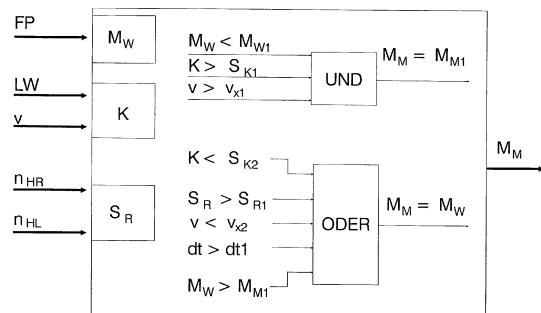 FP
M_W
LW
v
K
n_HR
n_HL
S_R
M_W < M_W1
K > S_K1
v > v_x1
UND
M_M = M_M1
K < S_K2
S_R > S_R1
v < v_x2
dt > dt1
M_W > M_M1
ODER
M_M = M_W
M_M